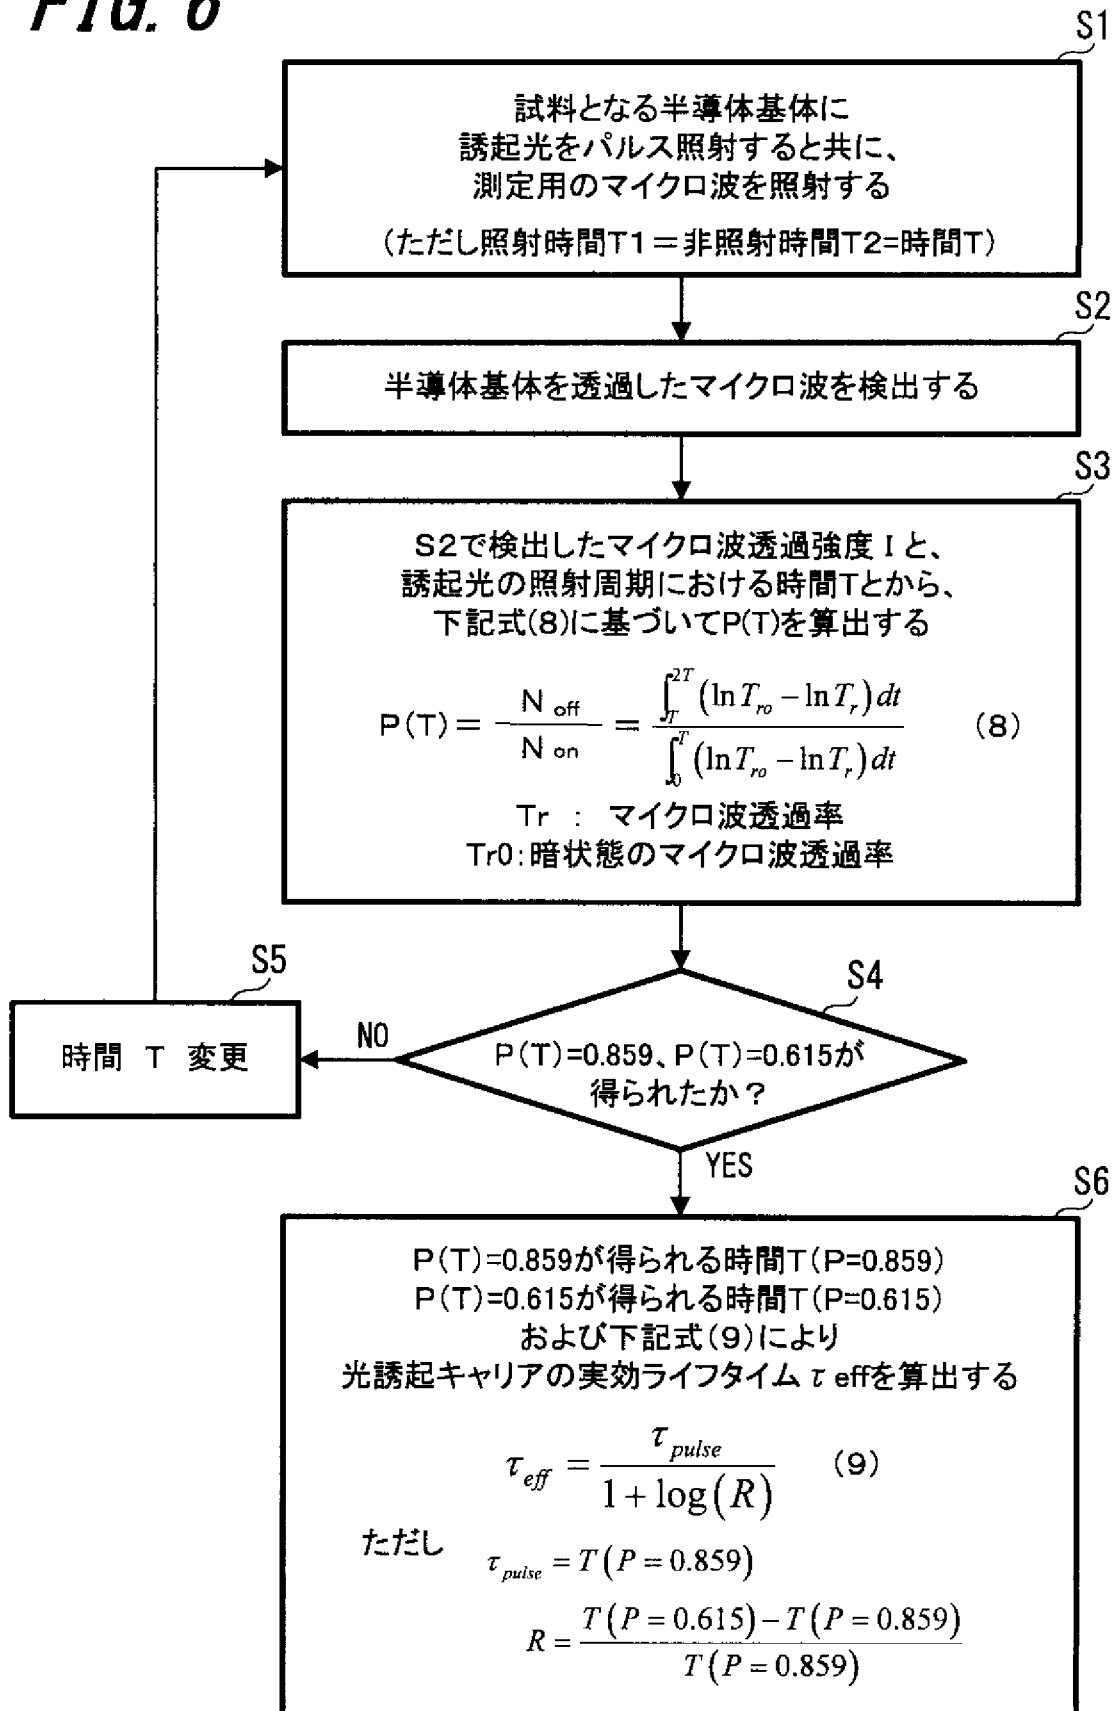 FIG. 6
S1
試料となる半導体基体に
誘起光をパルス照射すると共に、
測定用のマイクロ波を照射する
(ただし照射時間T1=非照射時間T2=時間T)
S2
半導体基体を透過したマイクロ波を検出する
S3
S2で検出したマイクロ波透過強度Iと、
誘起光の照射周期における時間Tとから、
下記式(8)に基づいてP(T)を算出する
P(T) = N off / N on = ∫_T^{2T} (ln T_{ro} − ln T_r) dt / ∫_0^T (ln T_{ro} − ln T_r) dt (8)
Tr : マイクロ波透過率
Tr0:暗状態のマイクロ波透過率
S4
P(T)=0.859、P(T)=0.615が
得られたか?
NO
S5
時間 T 変更
YES
S6
P(T)=0.859が得られる時間T(P=0.859)
P(T)=0.615が得られる時間T(P=0.615)
および下記式(9)により
光誘起キャリアの実効ライフタイムτeffを算出する
τ_{eff} = τ_{pulse} / (1 + log(R)) (9)
ただし τ_{pulse} = T(P = 0.859)
R = (T(P = 0.615) − T(P = 0.859)) / T(P = 0.859)